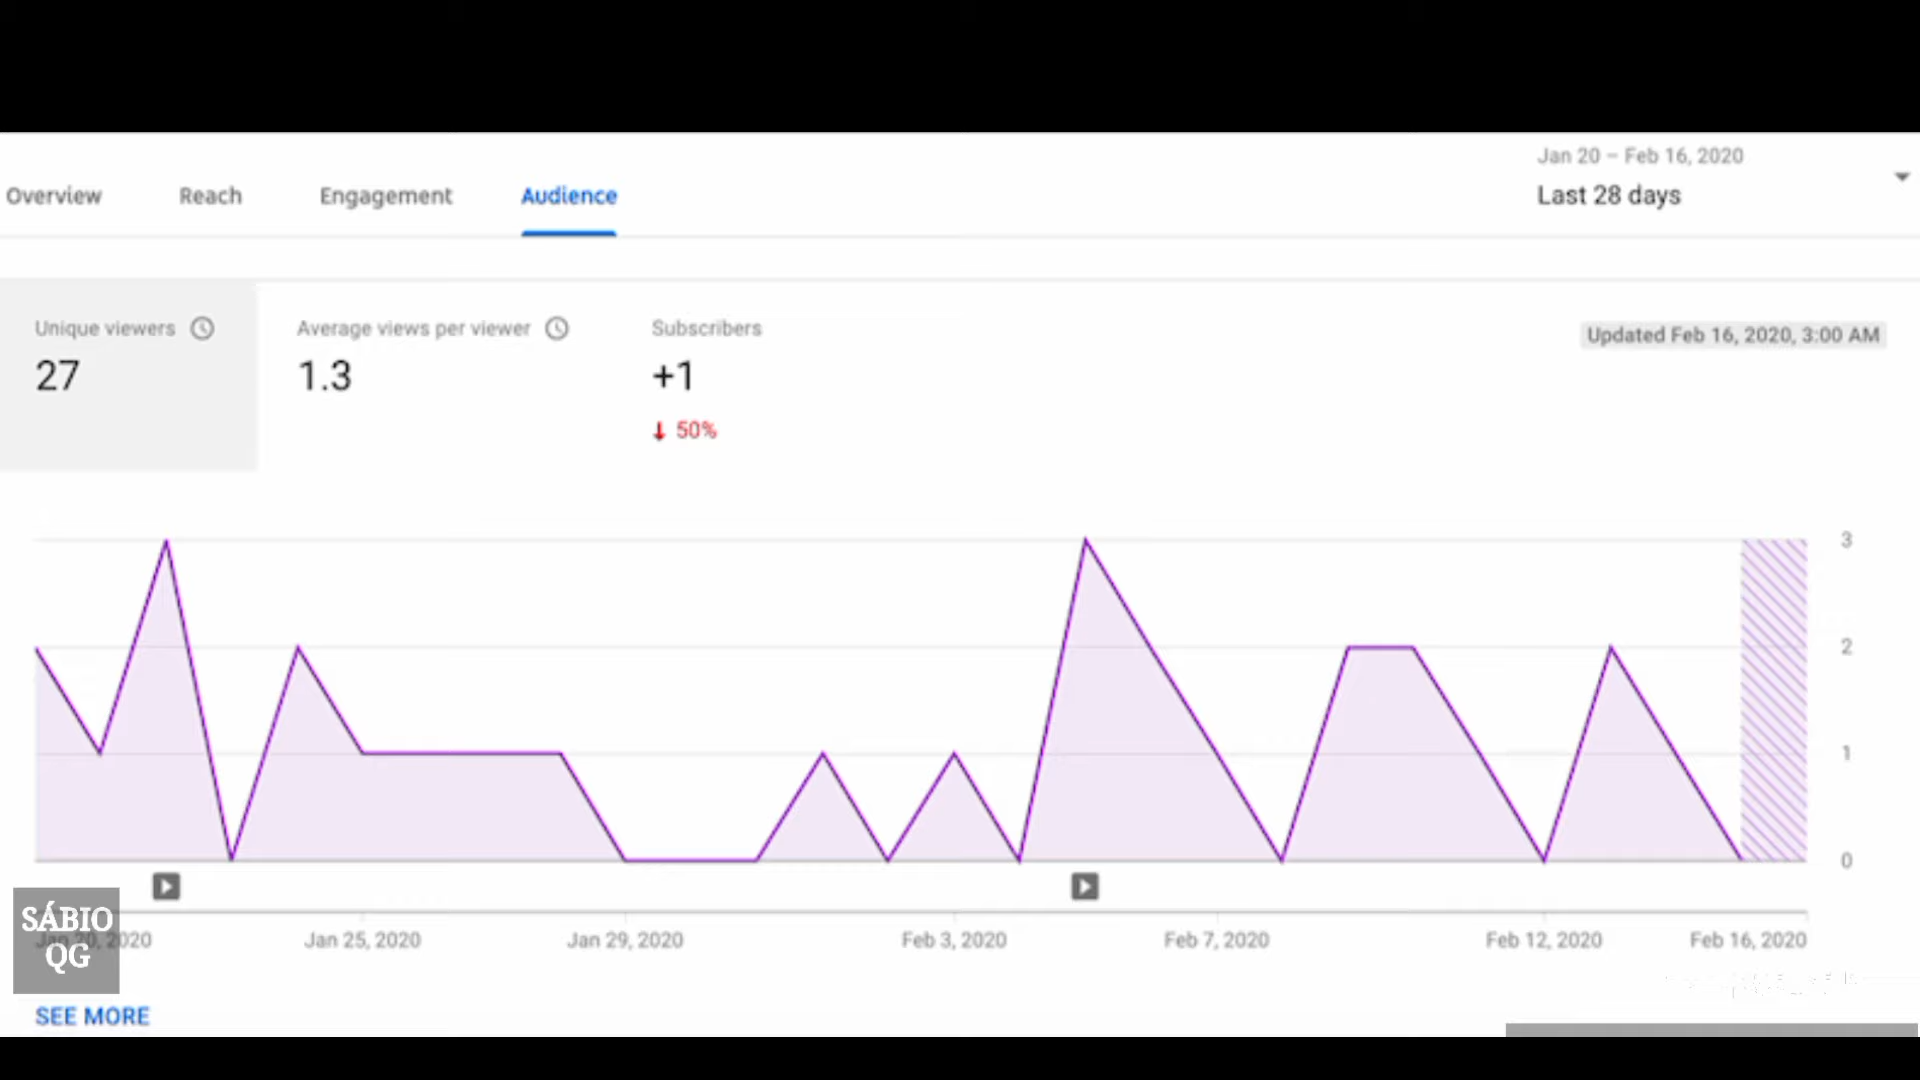 Jan 20 – Feb 16, 2020
Overview Reach Engagement Audience Last 28 days
Unique viewers Average views per viewer Subscribers Updated Feb 16, 2020, 3:00 AM
27 1.3 +1
50%
3
2
1
0
SÁBIO
QG
Jan 20, 2020 Jan 25, 2020 Jan 29, 2020 Feb 3, 2020 Feb 7, 2020 Feb 12, 2020 Feb 16, 2020
SEE MORE